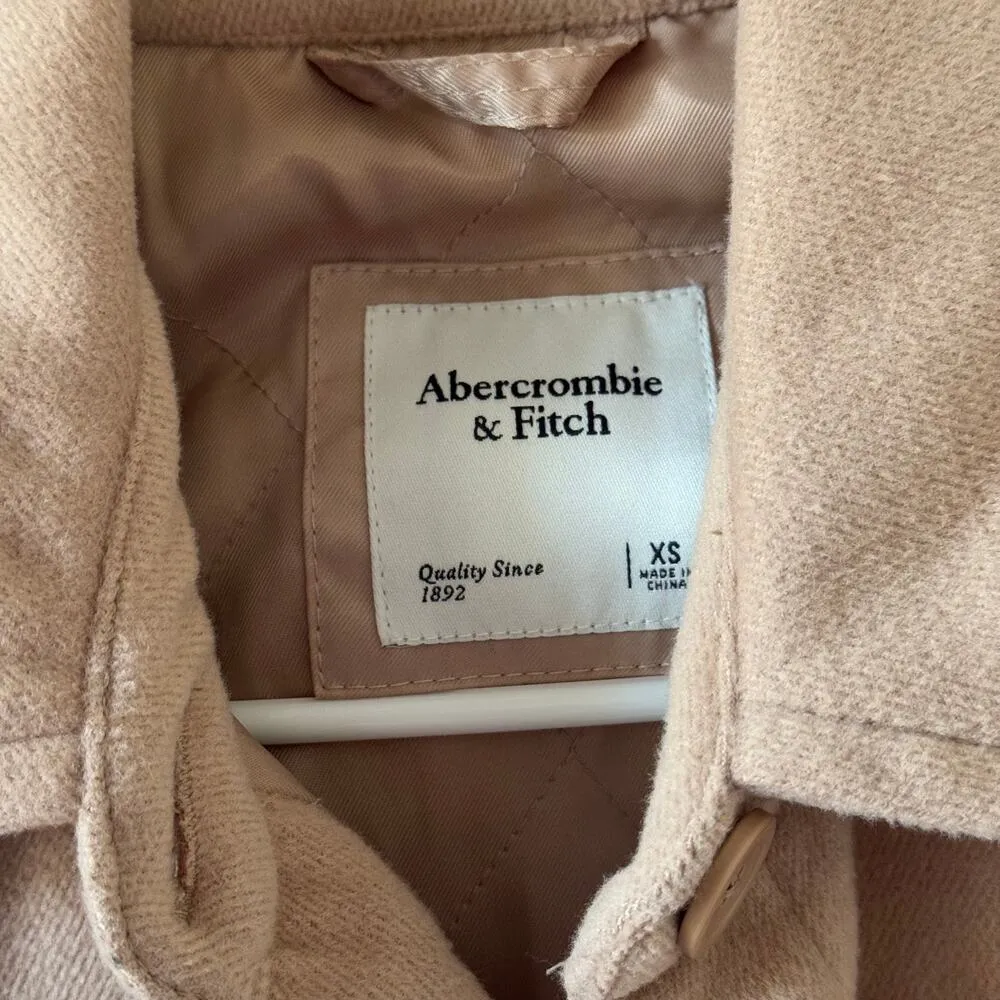 Abercrombie
& Fitch
Quality Since
1892
XS
MADE IN
CHINA